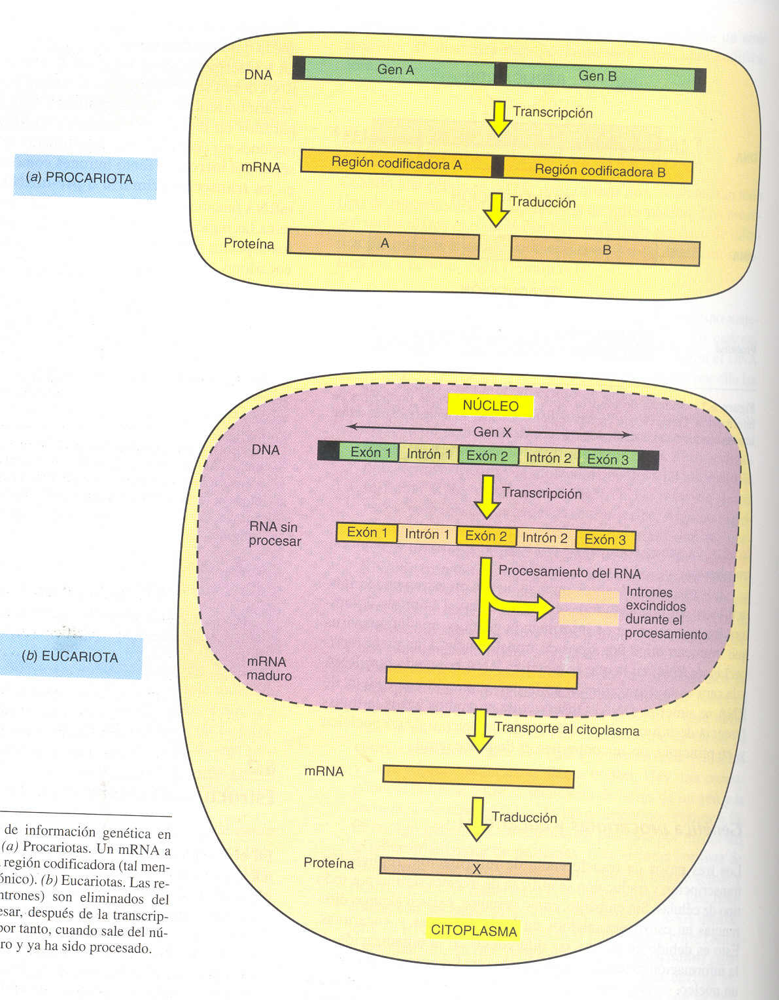 DNA
Gen A
Gen B
Transcripción
mRNA
Región codificadora A
Región codificadora B
(a) PROCARIOTA
Traducción
Proteína
A
B
NÚCLEO
Gen X
DNA
Exón 1
Intrón 1
Exón 2
Intrón 2
Exón 3
Transcripción
RNA sin
procesar
Exón 1
Intrón 1
Exón 2
Intrón 2
Exón 3
Procesamiento del RNA
Intrones
excindidos
durante el
procesamiento
(b) EUCARIOTA
mRNA
maduro
Transporte al citoplasma
mRNA
Traducción
Proteína
X
CITOPLASMA
de información genética en
(a) Procariotas. Un mRNA a
región codificadora (tal men-
ónico). (b) Eucariotas. Las re-
ntrones) son eliminados del
esar, después de la transcrip-
por tanto, cuando sale del nú-
ro y ya ha sido procesado.